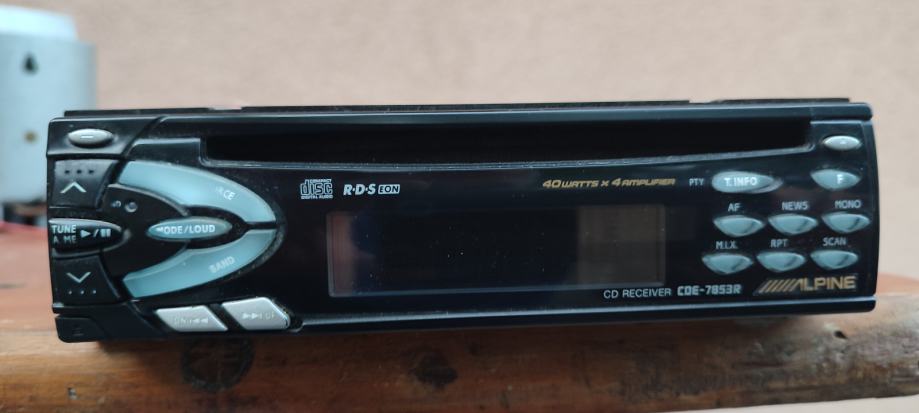 COMPACT
disc
DIGITAL AUDIO
R·D·S EON
40 WATTS X 4 AMPLIFIER
PTY
T.INFO
F
AF
NEWS
MONO
TUNE
A.ME
MODE/LOUD
BAND
M.I.X.
RPT
SCAN
CD RECEIVER CDE-7853R
ALPINE